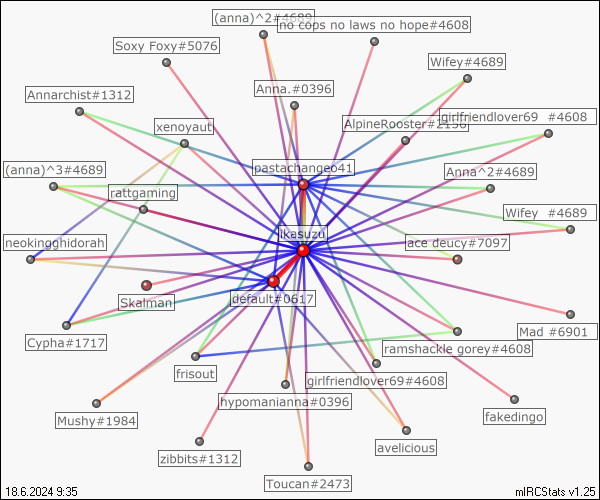 (anna)^2#4689
no cops no laws no hope#4608
Soxy Foxy#5076
Wifey#4689
Annarchist#1312
Anna.#0396
girlfriendlover69 #4608
xenoyaut
AlpineRooster#2158
(anna)^3#4689
pastachangeo41
Anna^2#4689
rattgaming
Wifey #4689
ikasuzu
neokingghidorah
ace deucy#7097
Skalman
default#0617
Mad #6901
Cypha#1717
ramshackle gorey#4608
frisout
girlfriendlover69#4608
hypomanianna#0396
Mushy#1984
fakedingo
avelicious
zibbits#1312
Toucan#2473
18.6.2024 9:35
mIRCStats v1.25